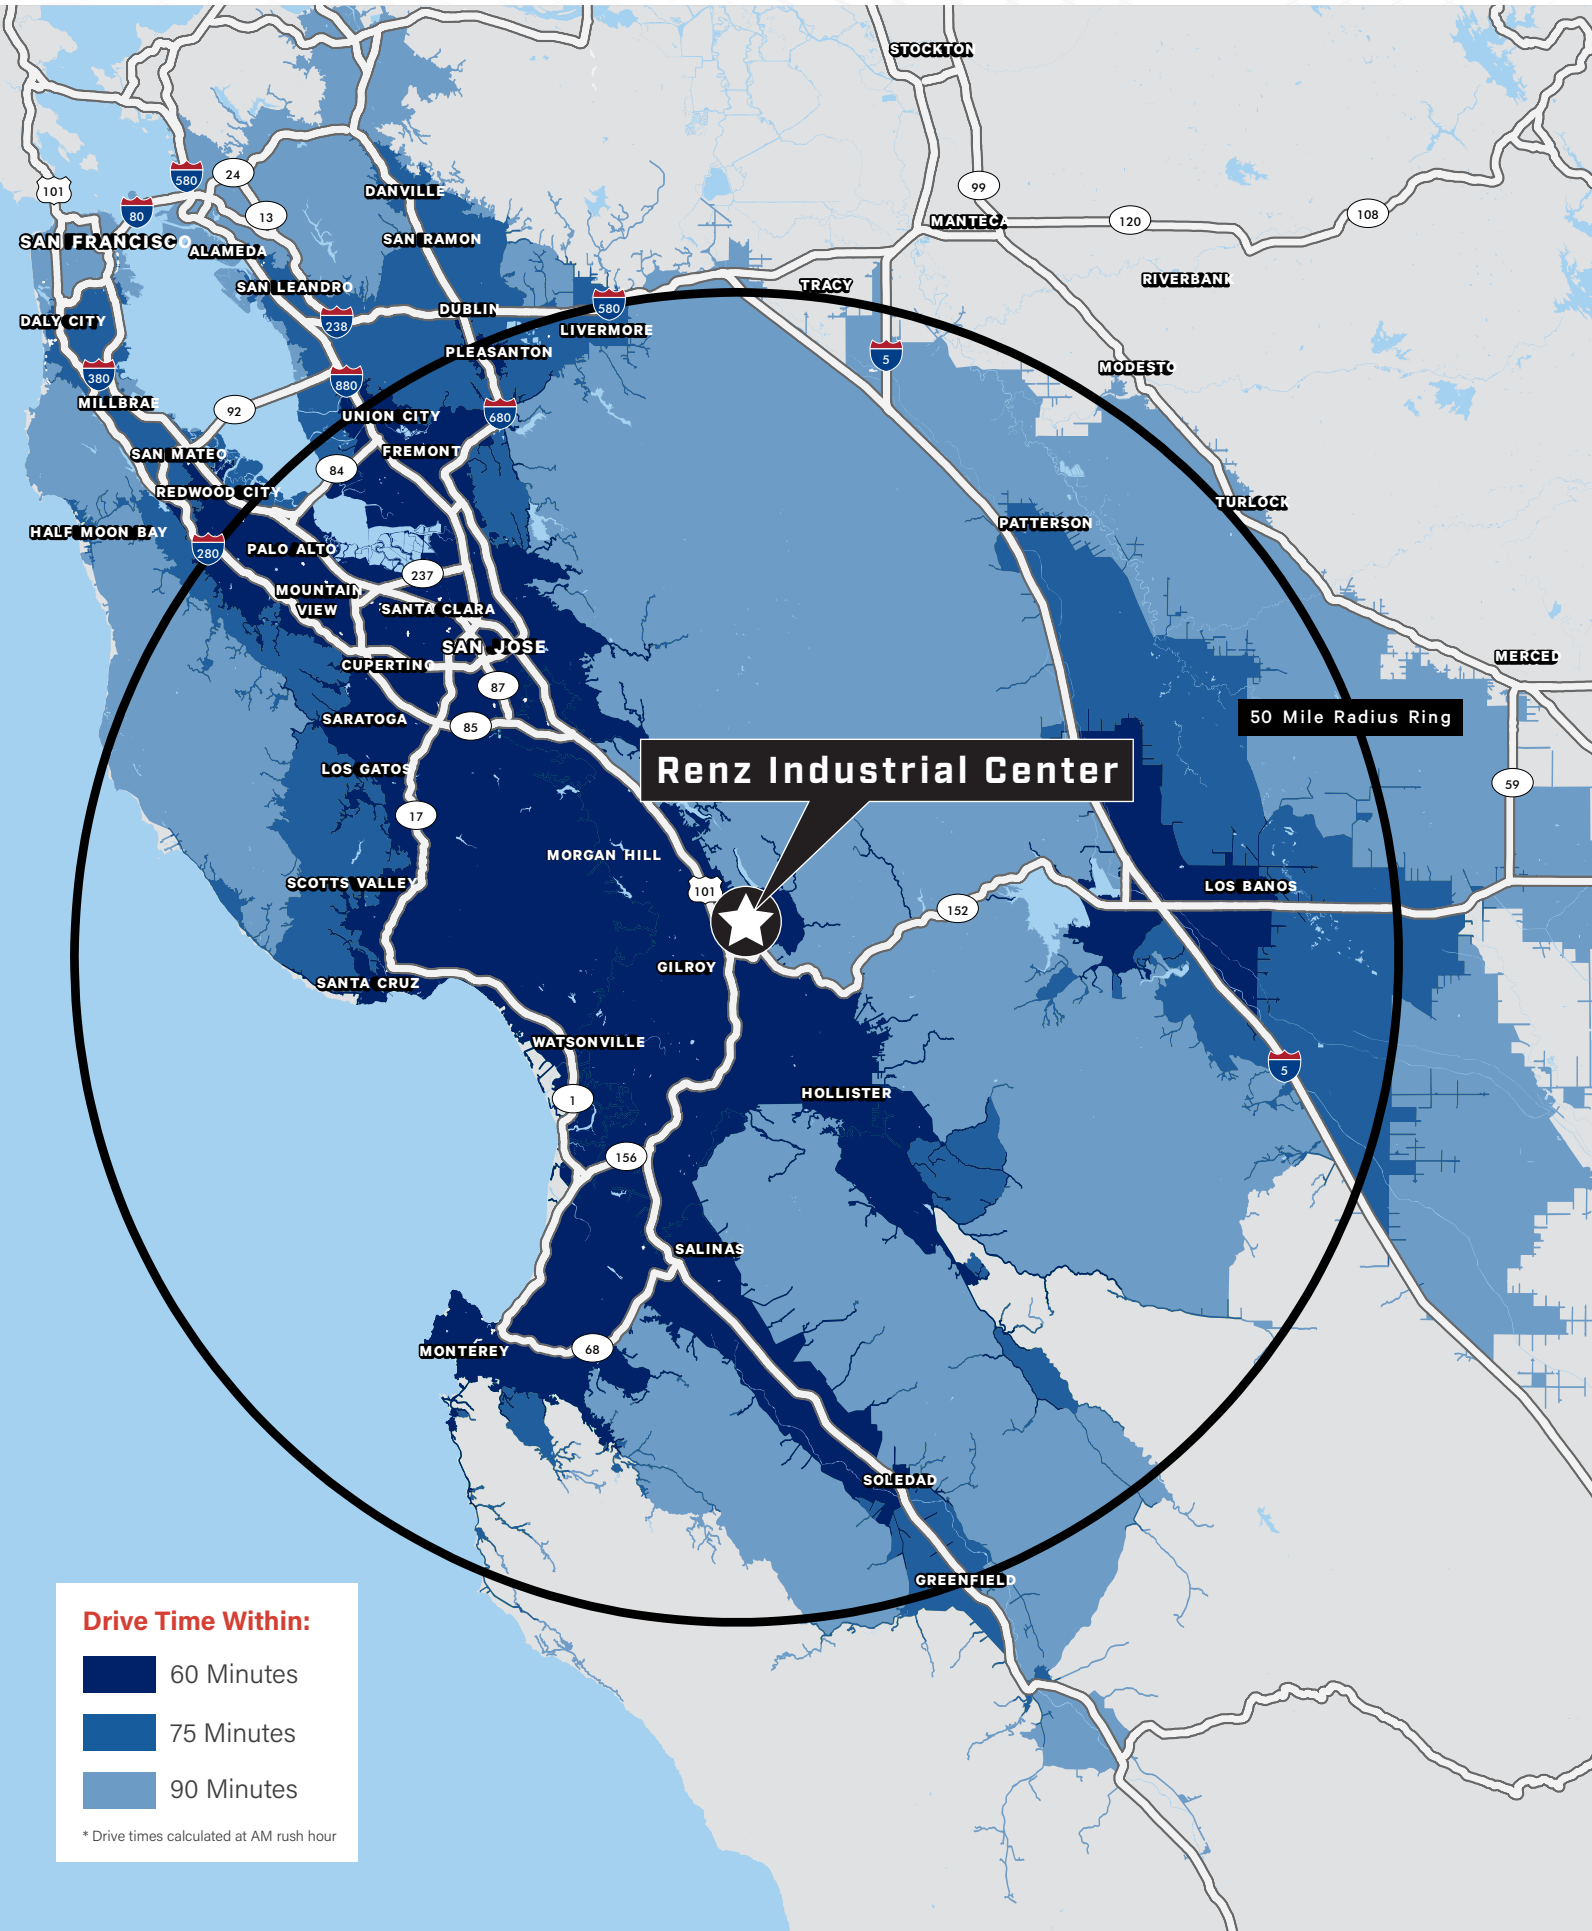 STOCKTON
580
24
DANVILLE
99
101
80
13
MANTECA
120
108
SAN FRANCISCO
ALAMEDA
SAN RAMON
RIVERBANK
SAN LEANDRO
TRACY
DUBLIN
580
DALY CITY
238
LIVERMORE
PLEASANTON
5
MODESTO
380
880
MILLBRAE
92
UNION CITY
680
SAN MATEO
FREMONT
84
REDWOOD CITY
TURLOCK
HALF MOON BAY
PATTERSON
280
PALO ALTO
237
MOUNTAIN
VIEW
SANTA CLARA
SAN JOSE
MERCED
CUPERTINO
87
SARATOGA
85
50 Mile Radius Ring
LOS GATOS
Renz Industrial Center
59
17
MORGAN HILL
SCOTTS VALLEY
101
LOS BANOS
152
GILROY
SANTA CRUZ
WATSONVILLE
5
1
HOLLISTER
156
SALINAS
MONTEREY
68
SOLEDAD
GREENFIELD
Drive Time Within:
60 Minutes
75 Minutes
90 Minutes
* Drive times calculated at AM rush hour